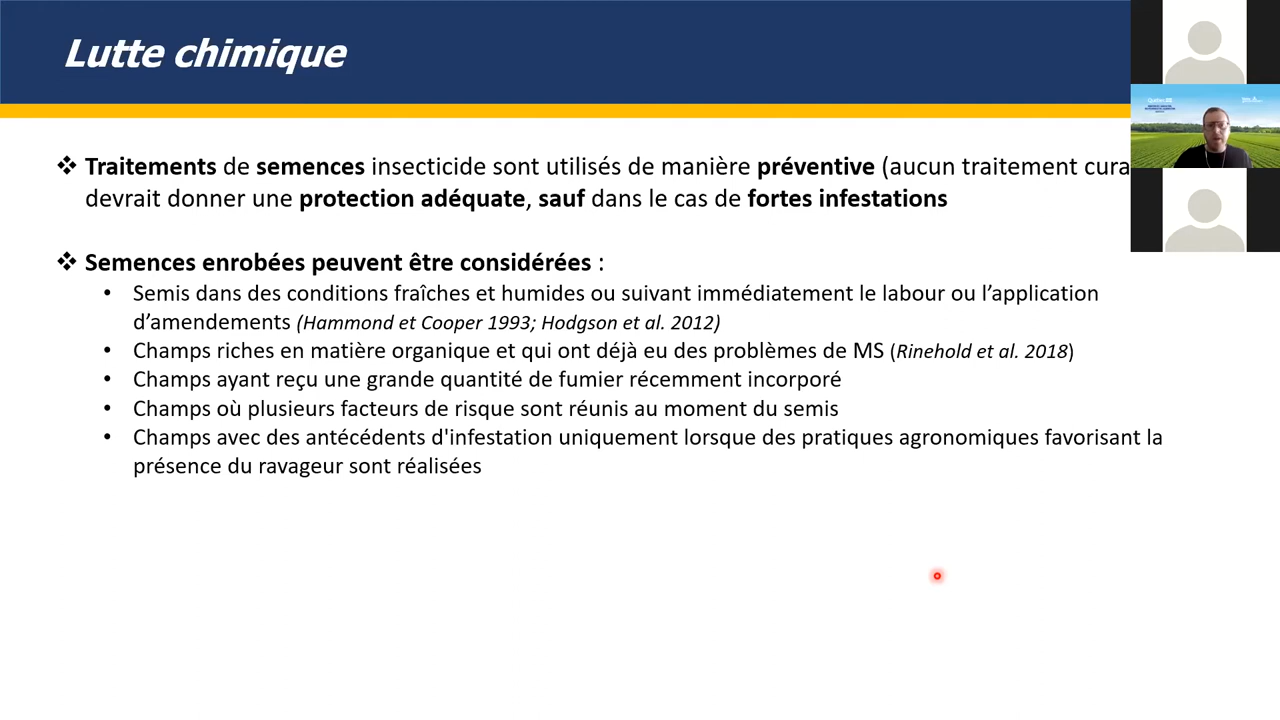 Lutte chimique
❖ Traitements de semences insecticide sont utilisés de manière préventive (aucun traitement cura
devrait donner une protection adéquate, sauf dans le cas de fortes infestations
❖ Semences enrobées peuvent être considérées :
• Semis dans des conditions fraîches et humides ou suivant immédiatement le labour ou l’application
d’amendements (Hammond et Cooper 1993; Hodgson et al. 2012)
• Champs riches en matière organique et qui ont déjà eu des problèmes de MS (Rinehold et al. 2018)
• Champs ayant reçu une grande quantité de fumier récemment incorporé
• Champs où plusieurs facteurs de risque sont réunis au moment du semis
• Champs avec des antécédents d'infestation uniquement lorsque des pratiques agronomiques favorisant la
présence du ravageur sont réalisées